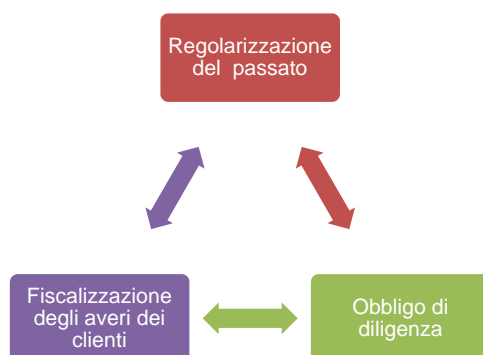 Regolarizzazione
del passato
Fiscalizzazione
degli averi dei
clienti
Obbligo di
diligenza